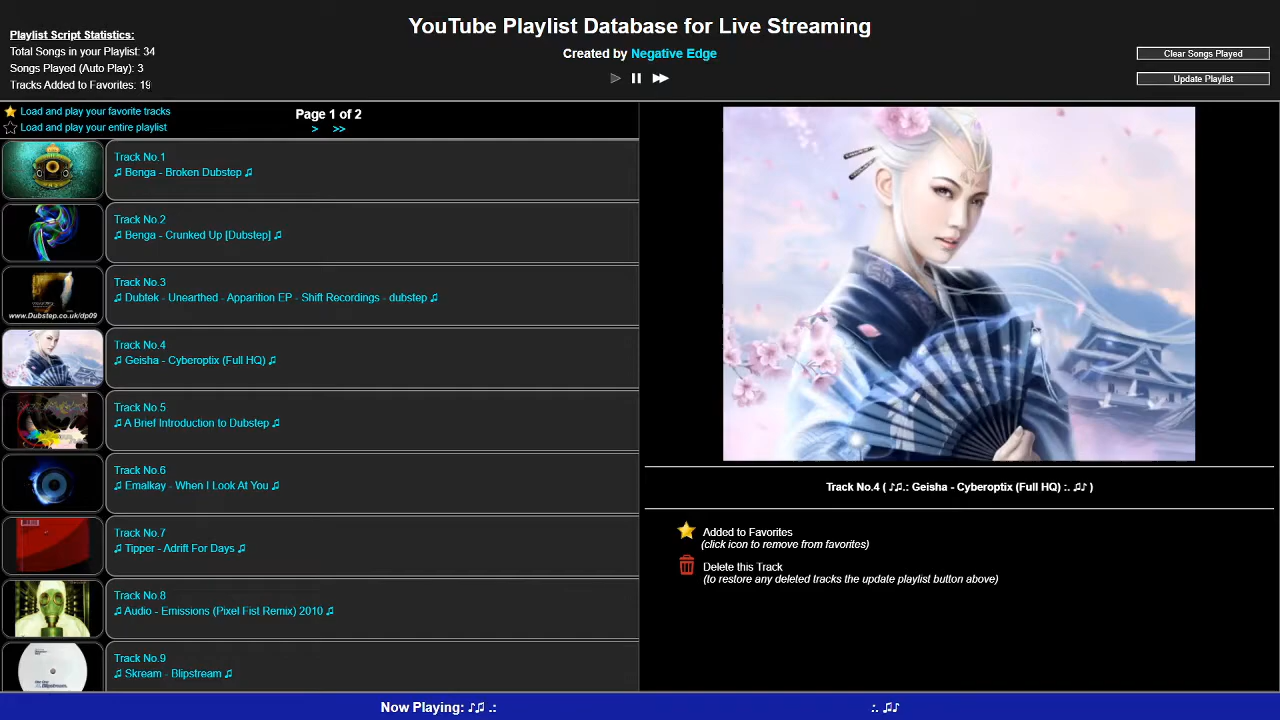 YouTube Playlist Database for Live Streaming
Created by Negative Edge
Playlist Script Statistics:
Total Songs in your Playlist: 34
Songs Played (Auto Play): 3
Tracks Added to Favorites: 19
Clear Songs Played
Update Playlist
Load and play your favorite tracks
Load and play your entire playlist
Page 1 of 2
> >>
Track No.1
♫ Benga - Broken Dubstep ♫
Track No.2
♫ Benga - Crunked Up [Dubstep] ♫
Track No.3
♫ Dubtek - Unearthed - Apparition EP - Shift Recordings - dubstep ♫
www.Dubstep.co.uk/dp09
Track No.4
♫ Geisha - Cyberoptix (Full HQ) ♫
Track No.5
♫ A Brief Introduction to Dubstep ♫
Track No.6
♫ Emalkay - When I Look At You ♫
Track No.7
♫ Tipper - Adrift For Days ♫
Track No.8
♫ Audio - Emissions (Pixel Fist Remix) 2010 ♫
Track No.9
♫ Skream - Blipstream ♫
Track No.4 ( ♪♫.: Geisha - Cyberoptix (Full HQ) :. ♫♪ )
Added to Favorites
(click icon to remove from favorites)
Delete this Track
(to restore any deleted tracks the update playlist button above)
Now Playing: ♪♫ .: :. ♫♪